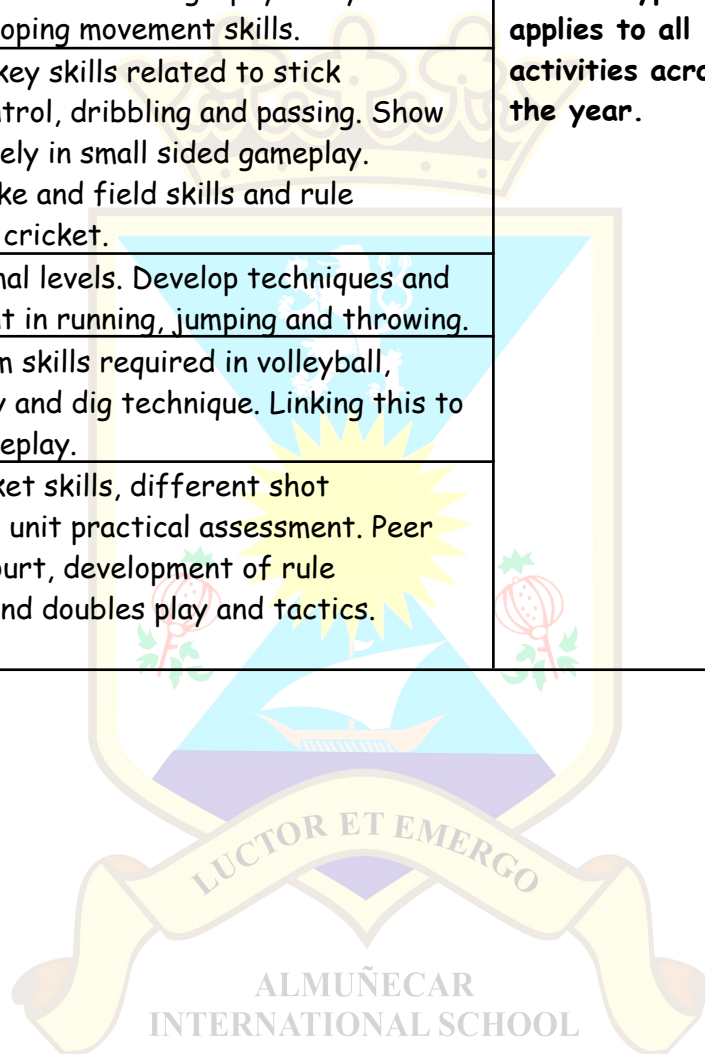 oping movement skills.
key skills related to stick
ntrol, dribbling and passing. Show
ely in small sided gameplay.
ke and field skills and rule
cricket.
nal levels. Develop techniques and
t in running, jumping and throwing.
m skills required in volleyball,
y and dig technique. Linking this to
eplay.
ket skills, different shot
unit practical assessment. Peer
ourt, development of rule
nd doubles play and tactics.
applies to all
activities acro
the year.
LUCTOR ET EMERGO
ALMUÑECAR
INTERNATIONAL SCHOOL